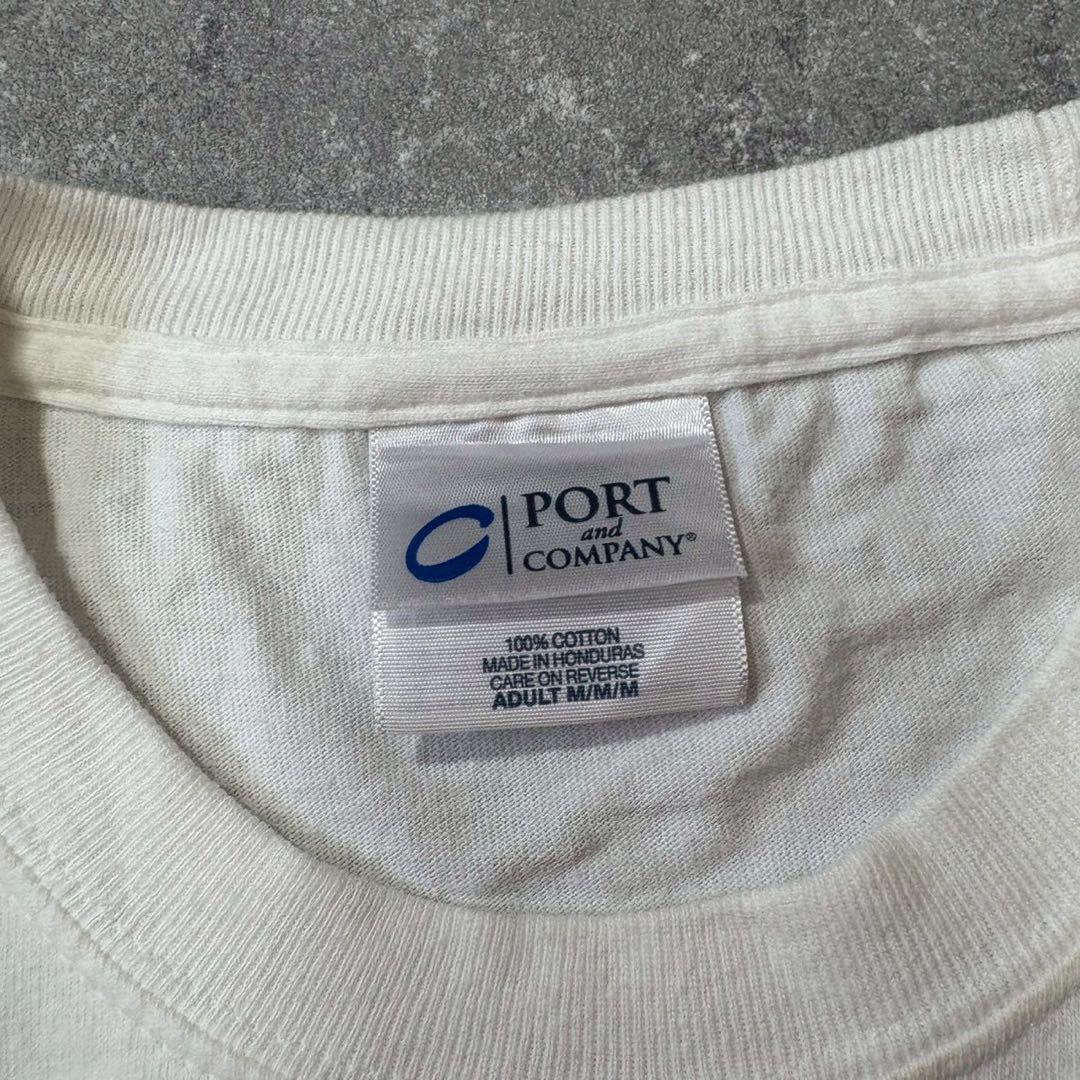 PORT
and
COMPANY®
100% COTTON
MADE IN HONDURAS
CARE ON REVERSE
ADULT M/M/M